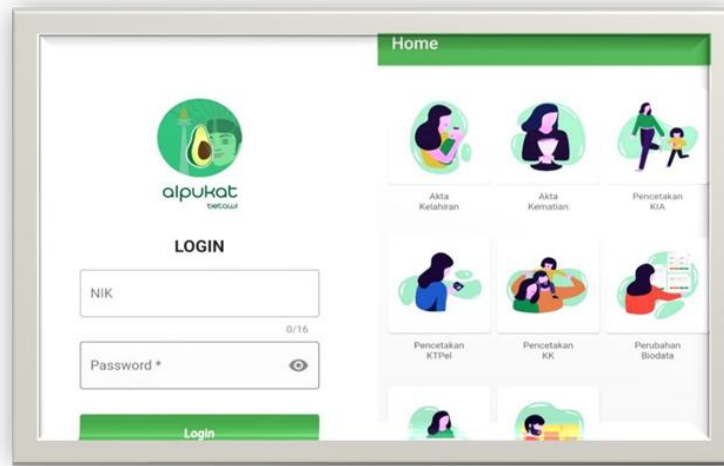 alpukat
betawi
LOGIN
NIK
0/16
Password *
Login
Home
Akta
Kelahiran
Akta
Kematian
Pencetakan
KIA
Pencetakan
KTPel
Pencetakan
KK
Perubahan
Biodata